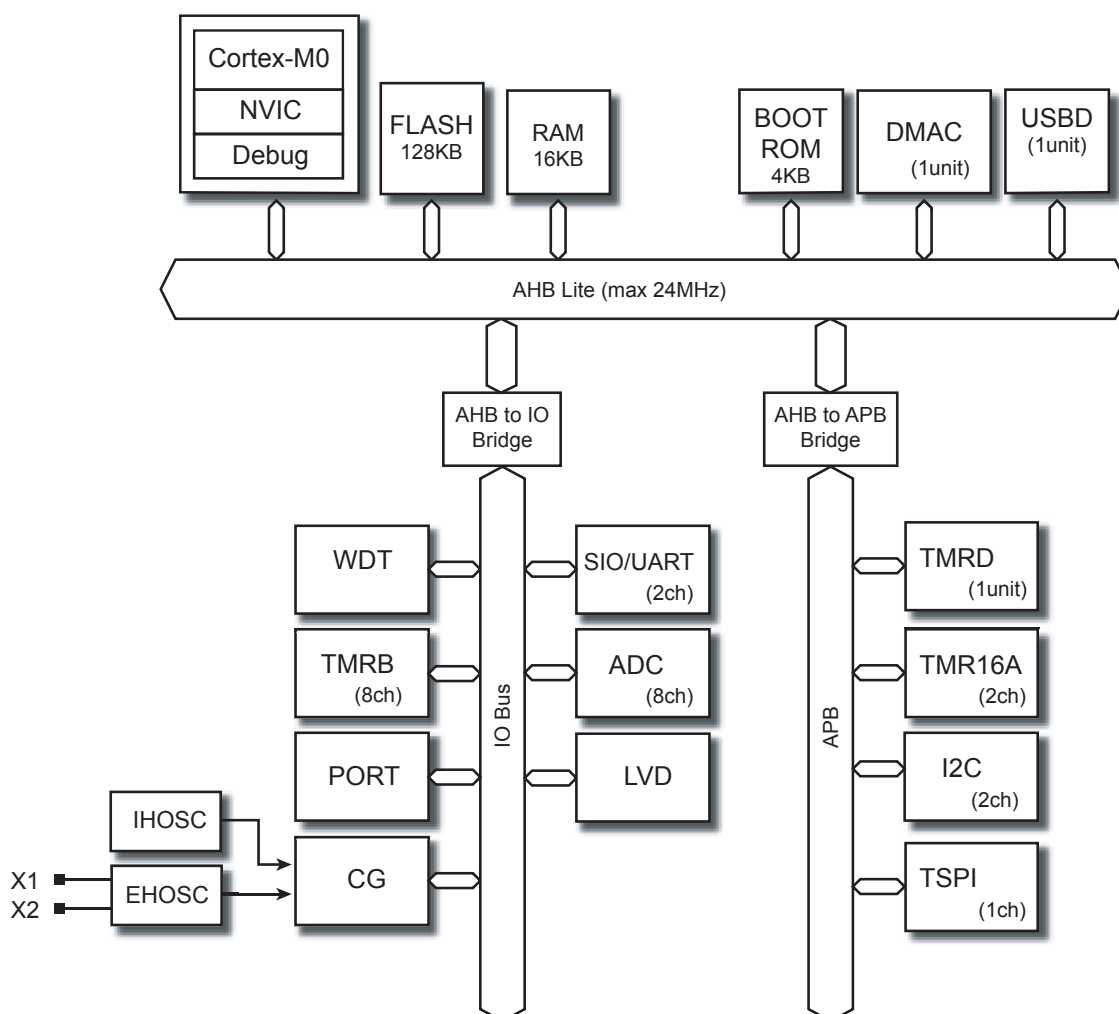 Cortex-M0
NVIC
Debug
FLASH
128KB
RAM
16KB
BOOT
ROM
4KB
DMAC
(1unit)
USBD
(1unit)
AHB Lite (max 24MHz)
AHB to IO
Bridge
AHB to APB
Bridge
WDT
SIO/UART
(2ch)
TMRB
(8ch)
ADC
(8ch)
PORT
LVD
IO Bus
IHOSC
X1
X2
EHOSC
CG
APB
TMRD
(1unit)
TMR16A
(2ch)
I2C
(2ch)
TSPI
(1ch)